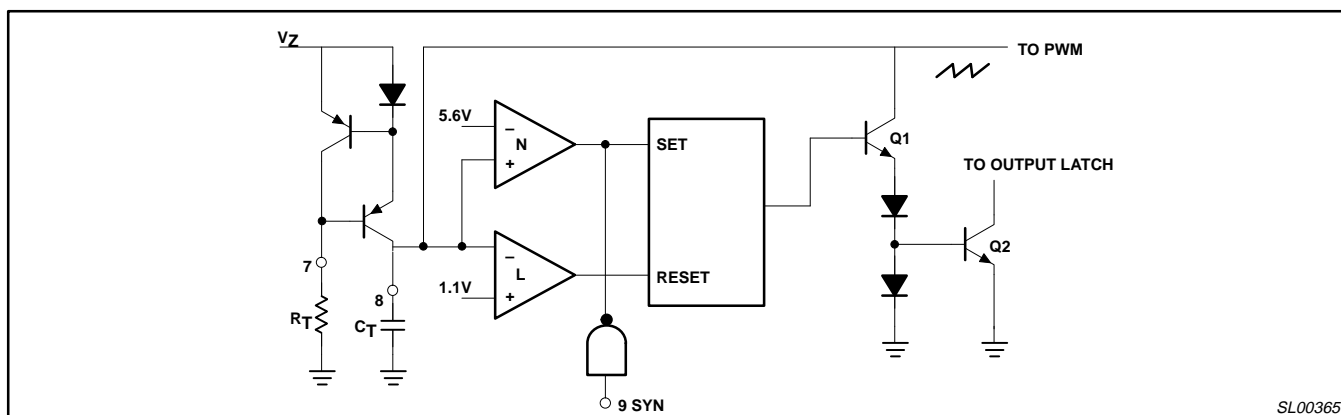 VZ
TO PWM
5.6V
−
N
+
SET
Q1
TO OUTPUT LATCH
Q2
7
8
−
L
+
1.1V
RESET
RT
CT
9 SYN
SL00365